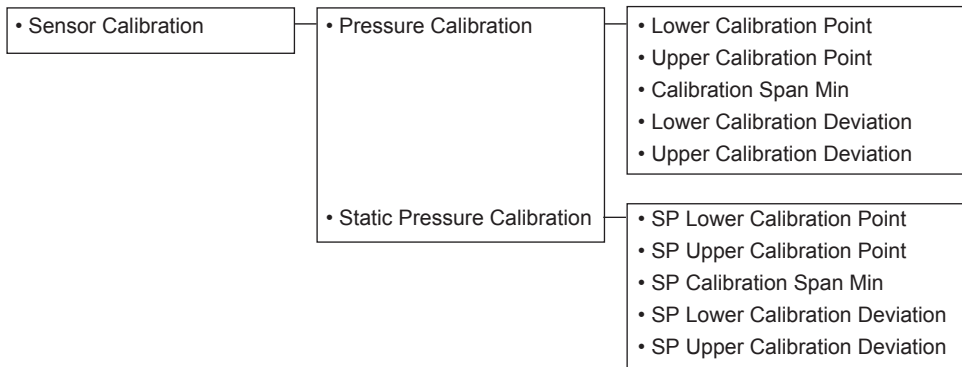 • Sensor Calibration
• Pressure Calibration
• Lower Calibration Point
• Upper Calibration Point
• Calibration Span Min
• Lower Calibration Deviation
• Upper Calibration Deviation
• Static Pressure Calibration
• SP Lower Calibration Point
• SP Upper Calibration Point
• SP Calibration Span Min
• SP Lower Calibration Deviation
• SP Upper Calibration Deviation